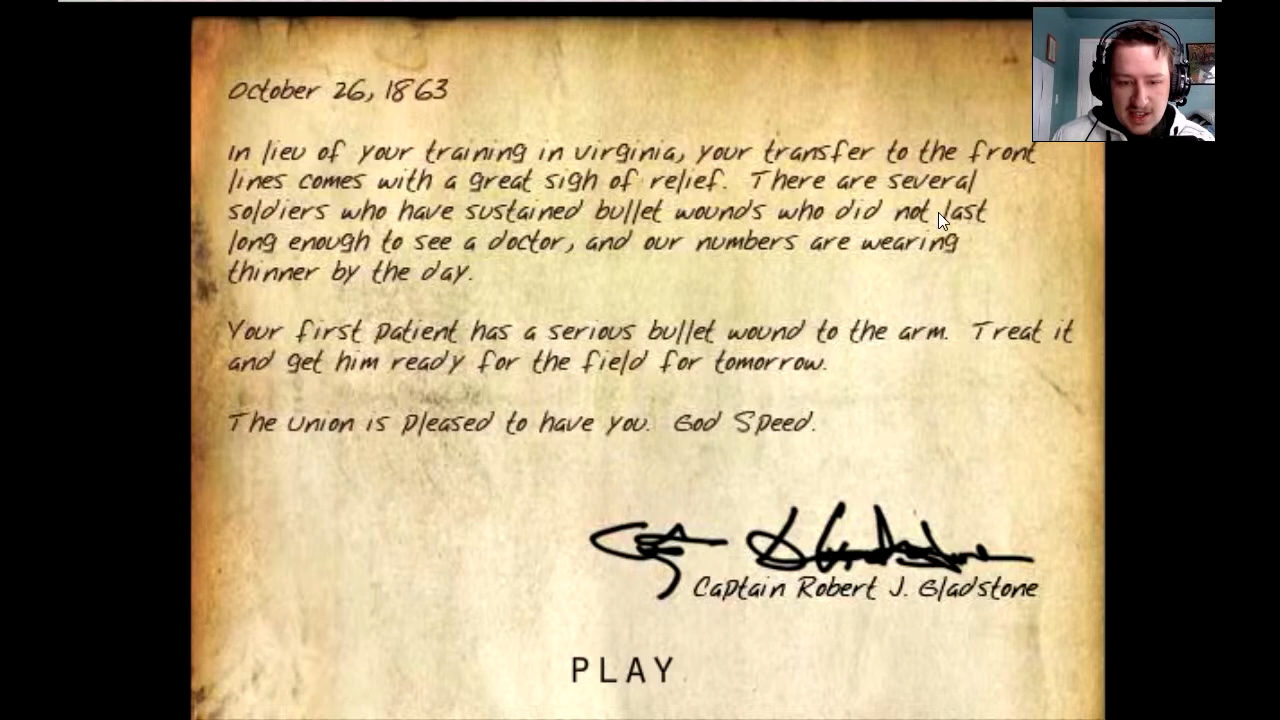 October 26, 1863
In lieu of your training in Virginia, your transfer to the front
lines comes with a great sigh of relief. There are several
soldiers who have sustained bullet wounds who did not last
long enough to see a doctor, and our numbers are wearing
thinner by the day.
Your first patient has a serious bullet wound to the arm. Treat it
and get him ready for the field for tomorrow.
The Union is pleased to have you. God Speed.
Captain Robert J. Gladstone
PLAY